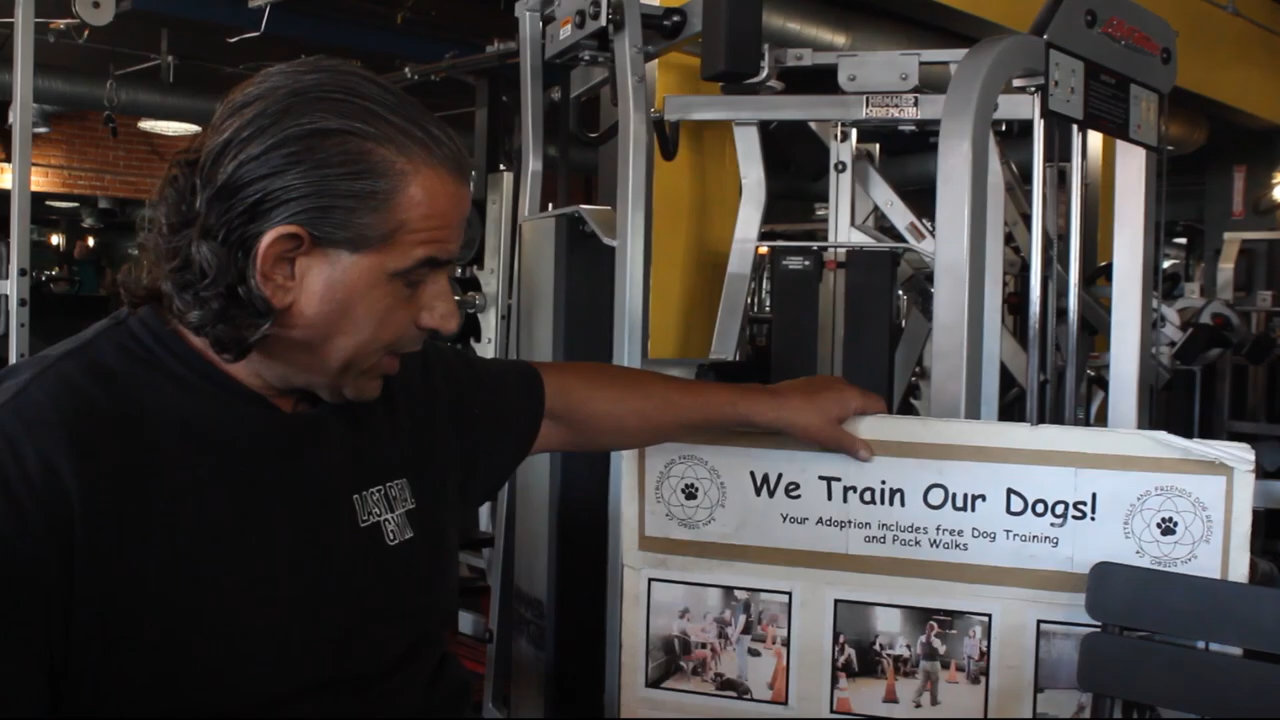 HAMMER
STRENGTH
LAST REAL
GYM
PITBULLS AND FRIENDS DOG RESCUE
SAN DIEGO CA
We Train Our Dogs!
Your Adoption includes free Dog Training
and Pack Walks
PITBULLS AND FRIENDS DOG RESCUE
SAN DIEGO CA